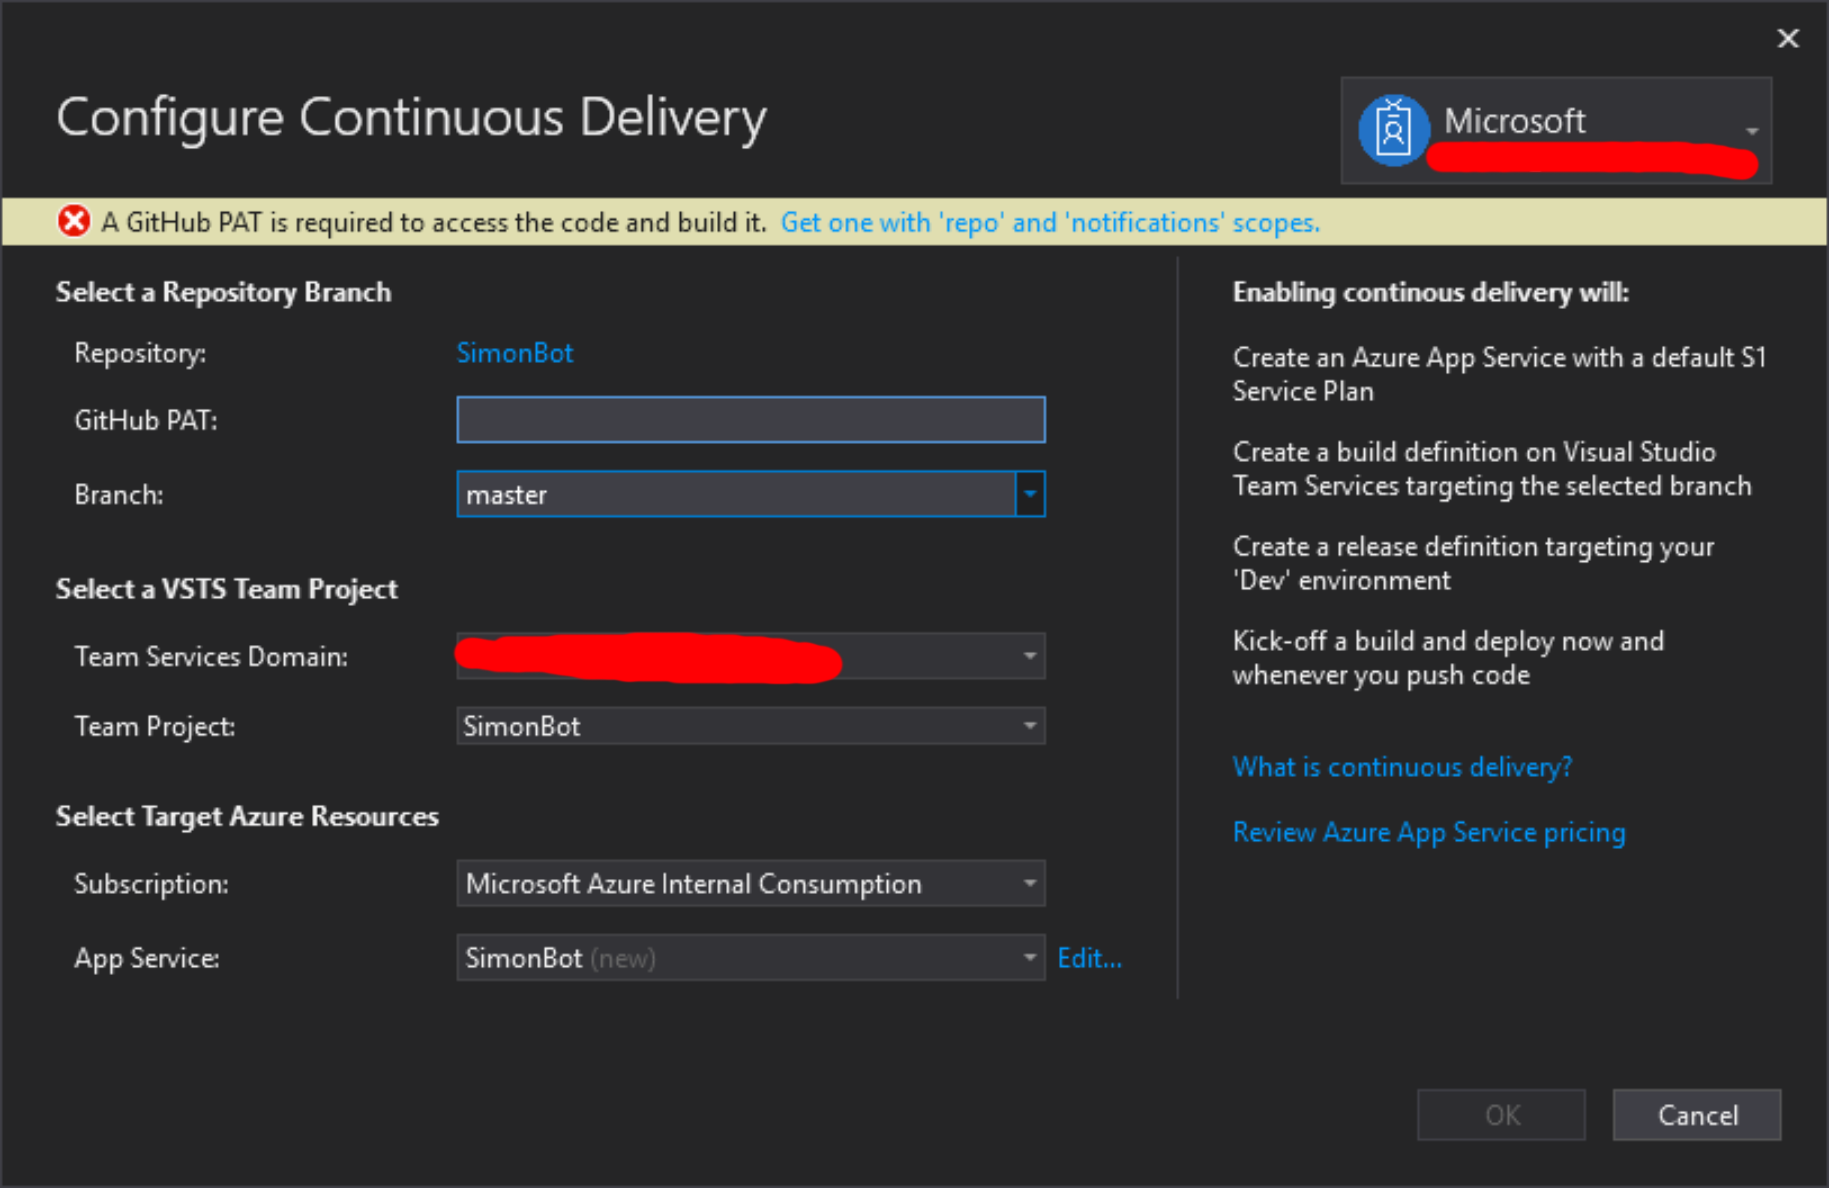 Configure Continuous Delivery
Microsoft
A GitHub PAT is required to access the code and build it. Get one with 'repo' and 'notifications' scopes.
Select a Repository Branch
Repository: SimonBot
GitHub PAT:
Branch: master
Select a VSTS Team Project
Team Services Domain:
Team Project: SimonBot
Select Target Azure Resources
Subscription: Microsoft Azure Internal Consumption
App Service: SimonBot (new) Edit...
Enabling continous delivery will:
Create an Azure App Service with a default S1
Service Plan
Create a build definition on Visual Studio
Team Services targeting the selected branch
Create a release definition targeting your
'Dev' environment
Kick-off a build and deploy now and
whenever you push code
What is continuous delivery?
Review Azure App Service pricing
OK Cancel